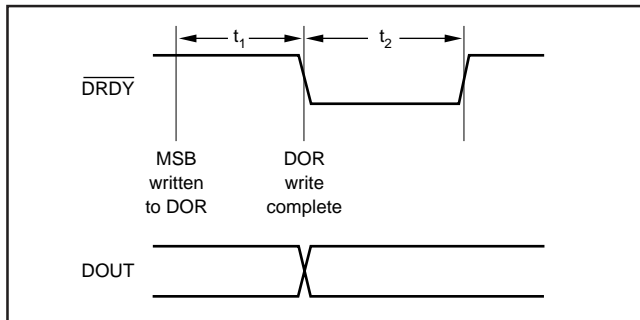 t₁
t₂
DRDY
MSB
written
to DOR
DOR
write
complete
DOUT